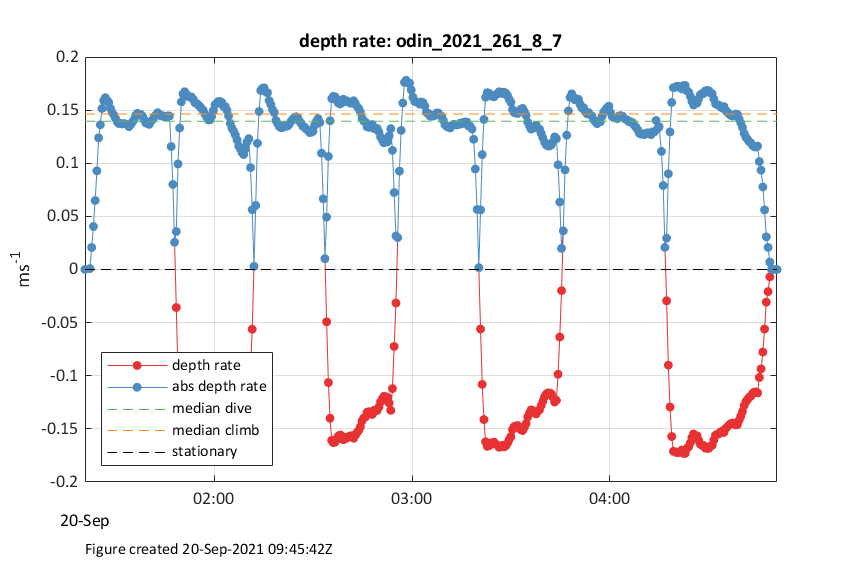 depth rate: odin_2021_261_8_7
0.2
0.15
0.1
0.05
0
-0.05
-0.1
-0.15
-0.2
ms-1
depth rate
abs depth rate
median dive
median climb
stationary
02:00 03:00 04:00
20-Sep
Figure created 20-Sep-2021 09:45:42Z